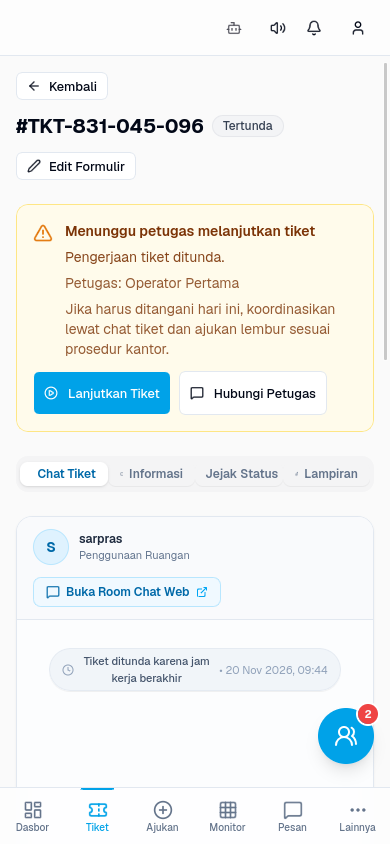 Kembali
#TKT-831-045-096 Tertunda
Edit Formulir
Menunggu petugas melanjutkan tiket
Pengerjaan tiket ditunda.
Petugas: Operator Pertama
Jika harus ditangani hari ini, koordinasikan
lewat chat tiket dan ajukan lembur sesuai
prosedur kantor.
Lanjutkan Tiket Hubungi Petugas
Chat Tiket Informasi Jejak Status Lampiran
S
sarpras
Penggunaan Ruangan
Buka Room Chat Web
Tiket ditunda karena jam
kerja berakhir
• 20 Nov 2026, 09:44
2
Dasbor Tiket Ajukan Monitor Pesan Lainnya